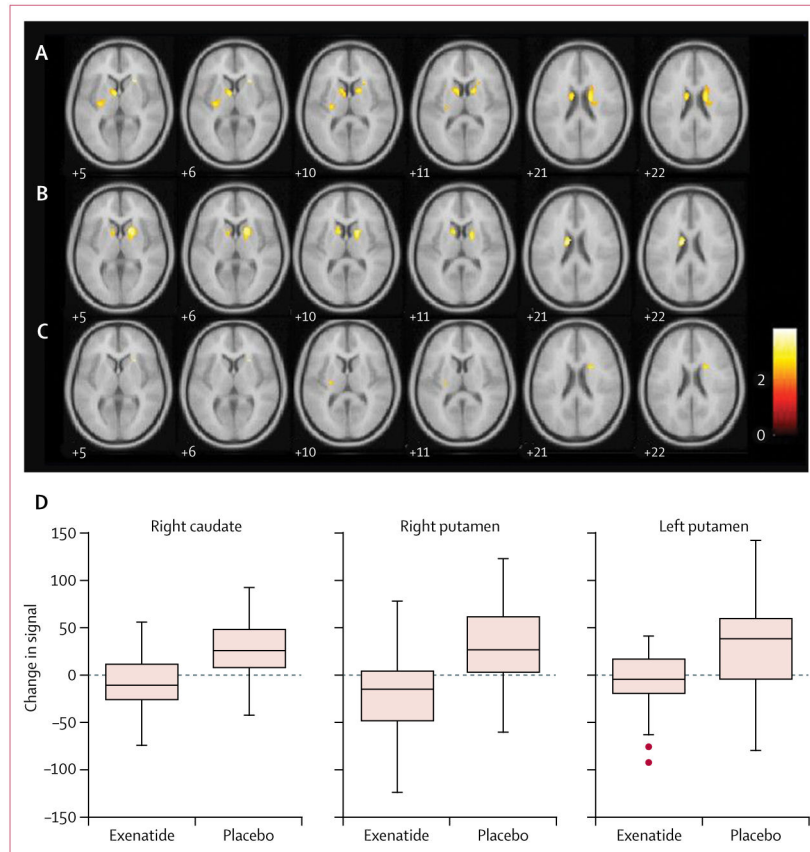 A
+5 +6 +10 +11 +21 +22
B
+5 +6 +10 +11 +21 +22
C
2
0
+5 +6 +10 +11 +21 +22
D
Right caudate Right putamen Left putamen
150
100
50
0
–50
–100
–150
Change in signal
Exenatide Placebo Exenatide Placebo Exenatide Placebo